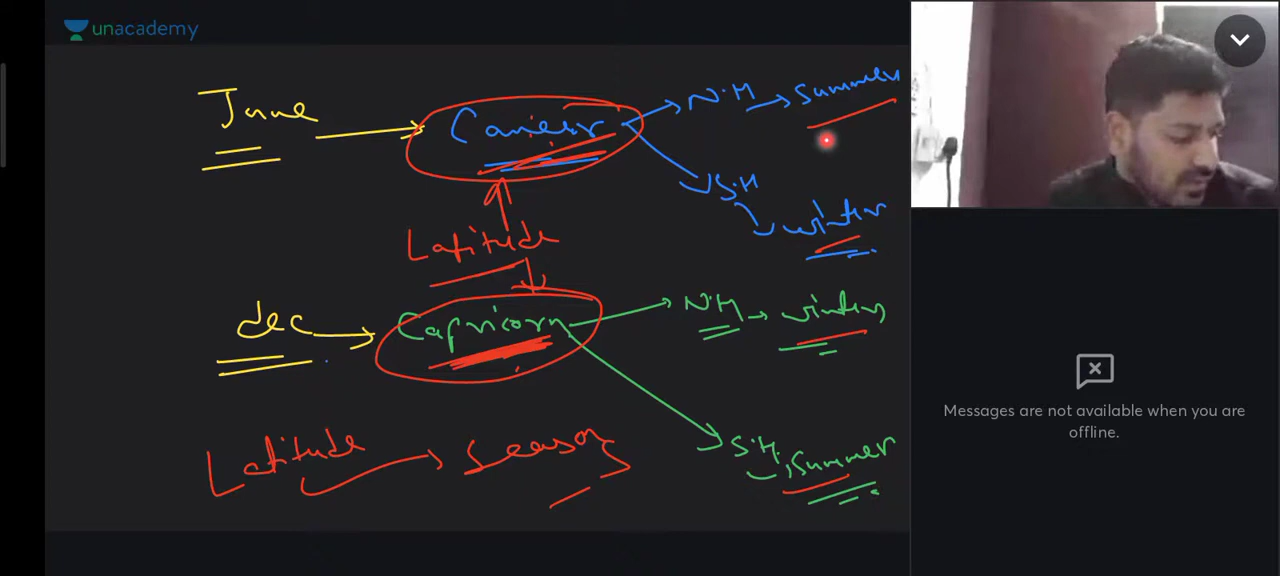 unacademy
June → Cancer → N.H → Summer
S.H → winter
Latitude
dec → Capricorn → N.H → winter
S.H. → Summer
Latitude → Season
Messages are not available when you are
offline.